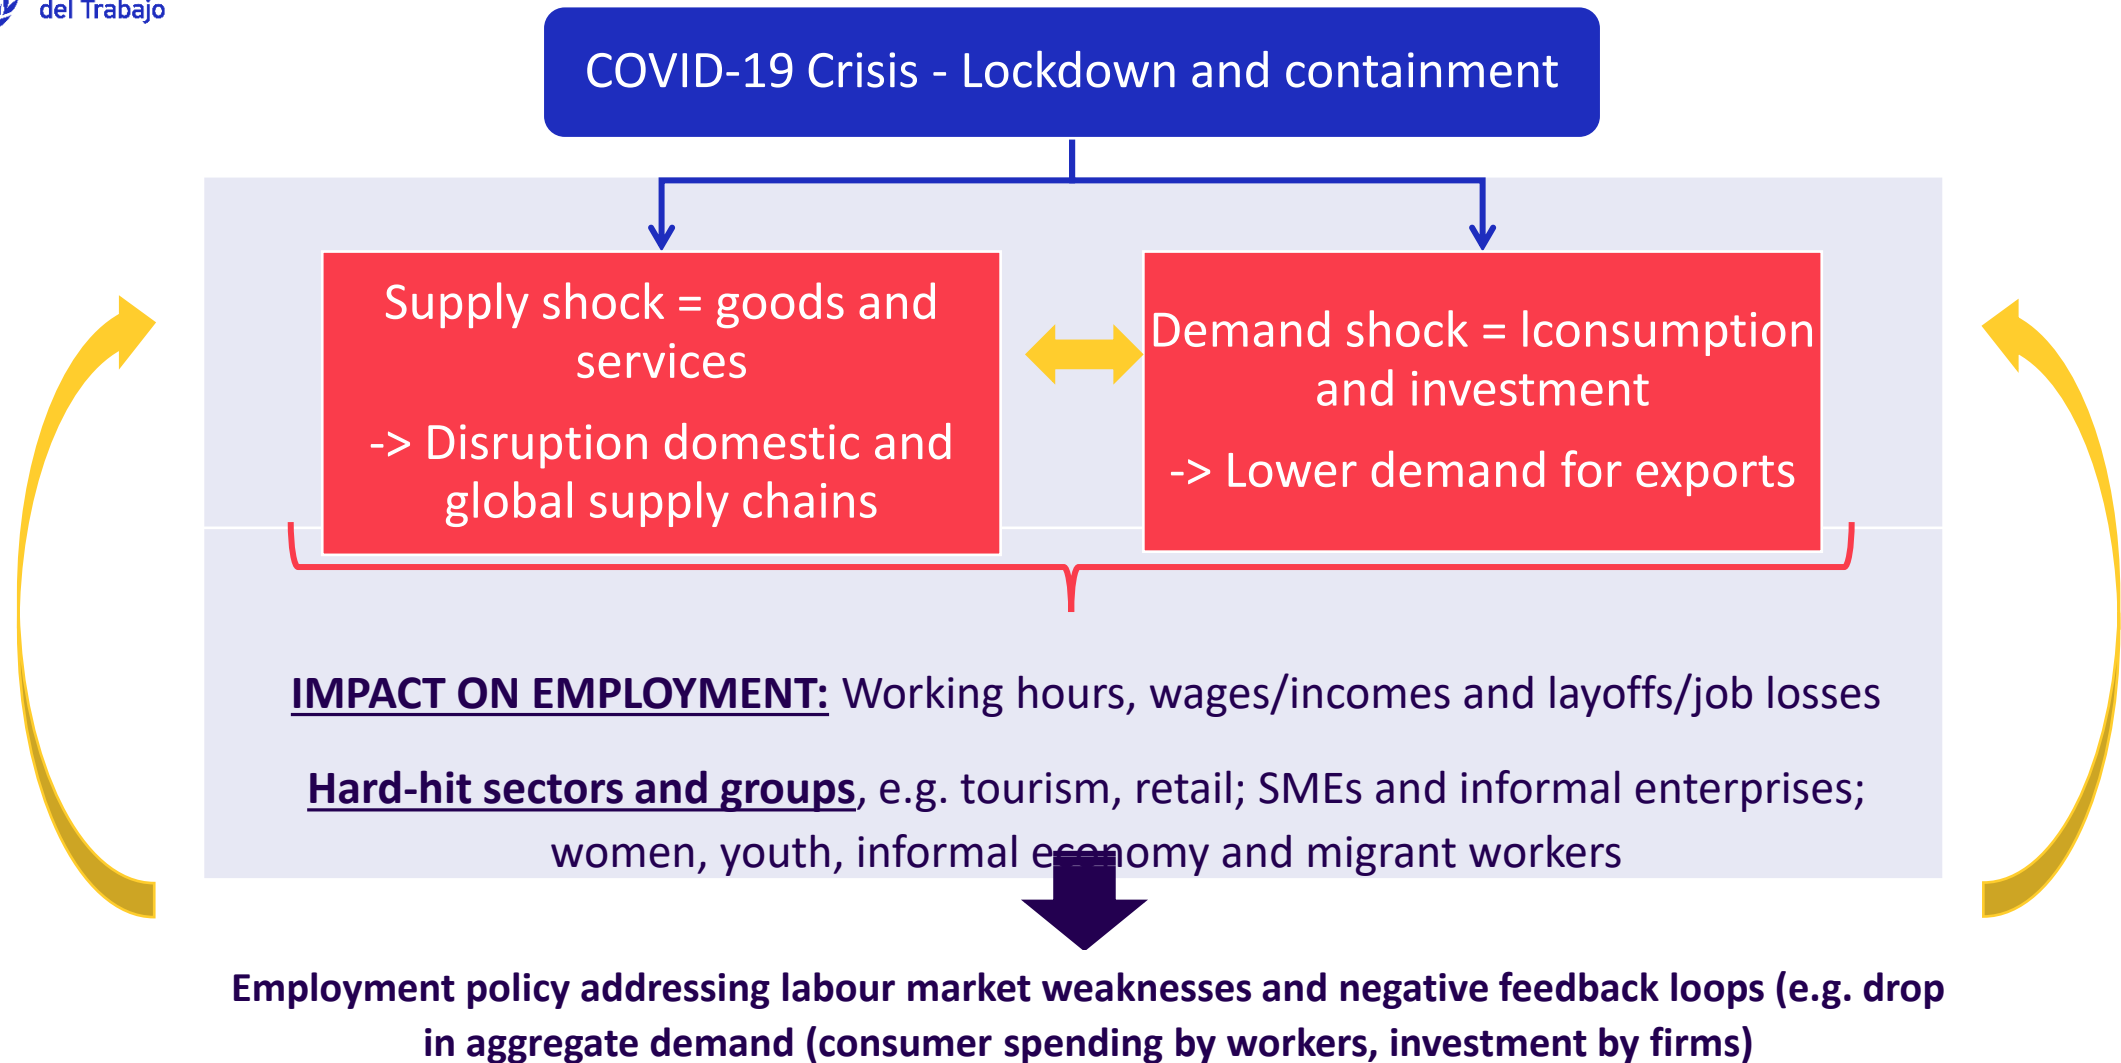 del Trabajo
COVID-19 Crisis - Lockdown and containment
Supply shock = goods and
services
-> Disruption domestic and
global supply chains
Demand shock = lconsumption
and investment
-> Lower demand for exports
IMPACT ON EMPLOYMENT: Working hours, wages/incomes and layoffs/job losses
Hard-hit sectors and groups, e.g. tourism, retail; SMEs and informal enterprises;
women, youth, informal economy and migrant workers
Employment policy addressing labour market weaknesses and negative feedback loops (e.g. drop
in aggregate demand (consumer spending by workers, investment by firms)